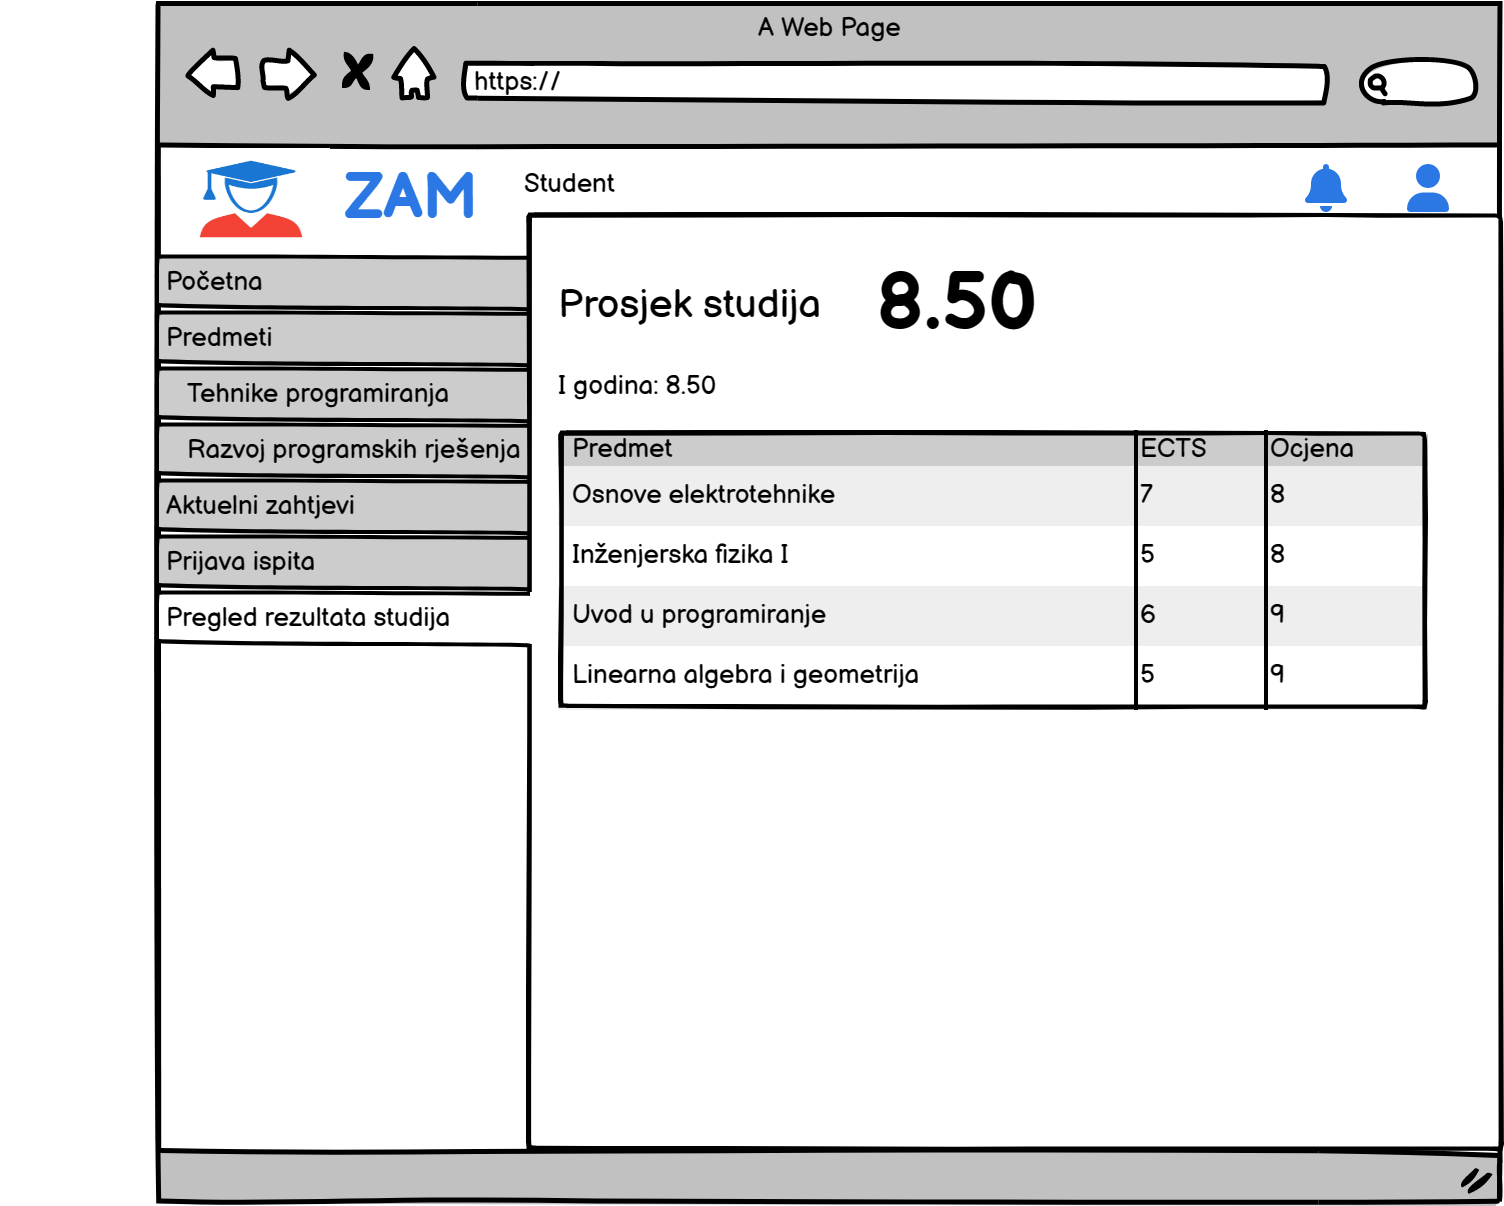 A Web Page
https://
ZAM
Student
Početna
Predmeti
Tehnike programiranja
Razvoj programskih rješenja
Aktuelni zahtjevi
Prijava ispita
Pregled rezultata studija
Prosjek studija 8.50
I godina: 8.50
Predmet ECTS Ocjena
Osnove elektrotehnike 7 8
Inženjerska fizika I 5 8
Uvod u programiranje 6 9
Linearna algebra i geometrija 5 9